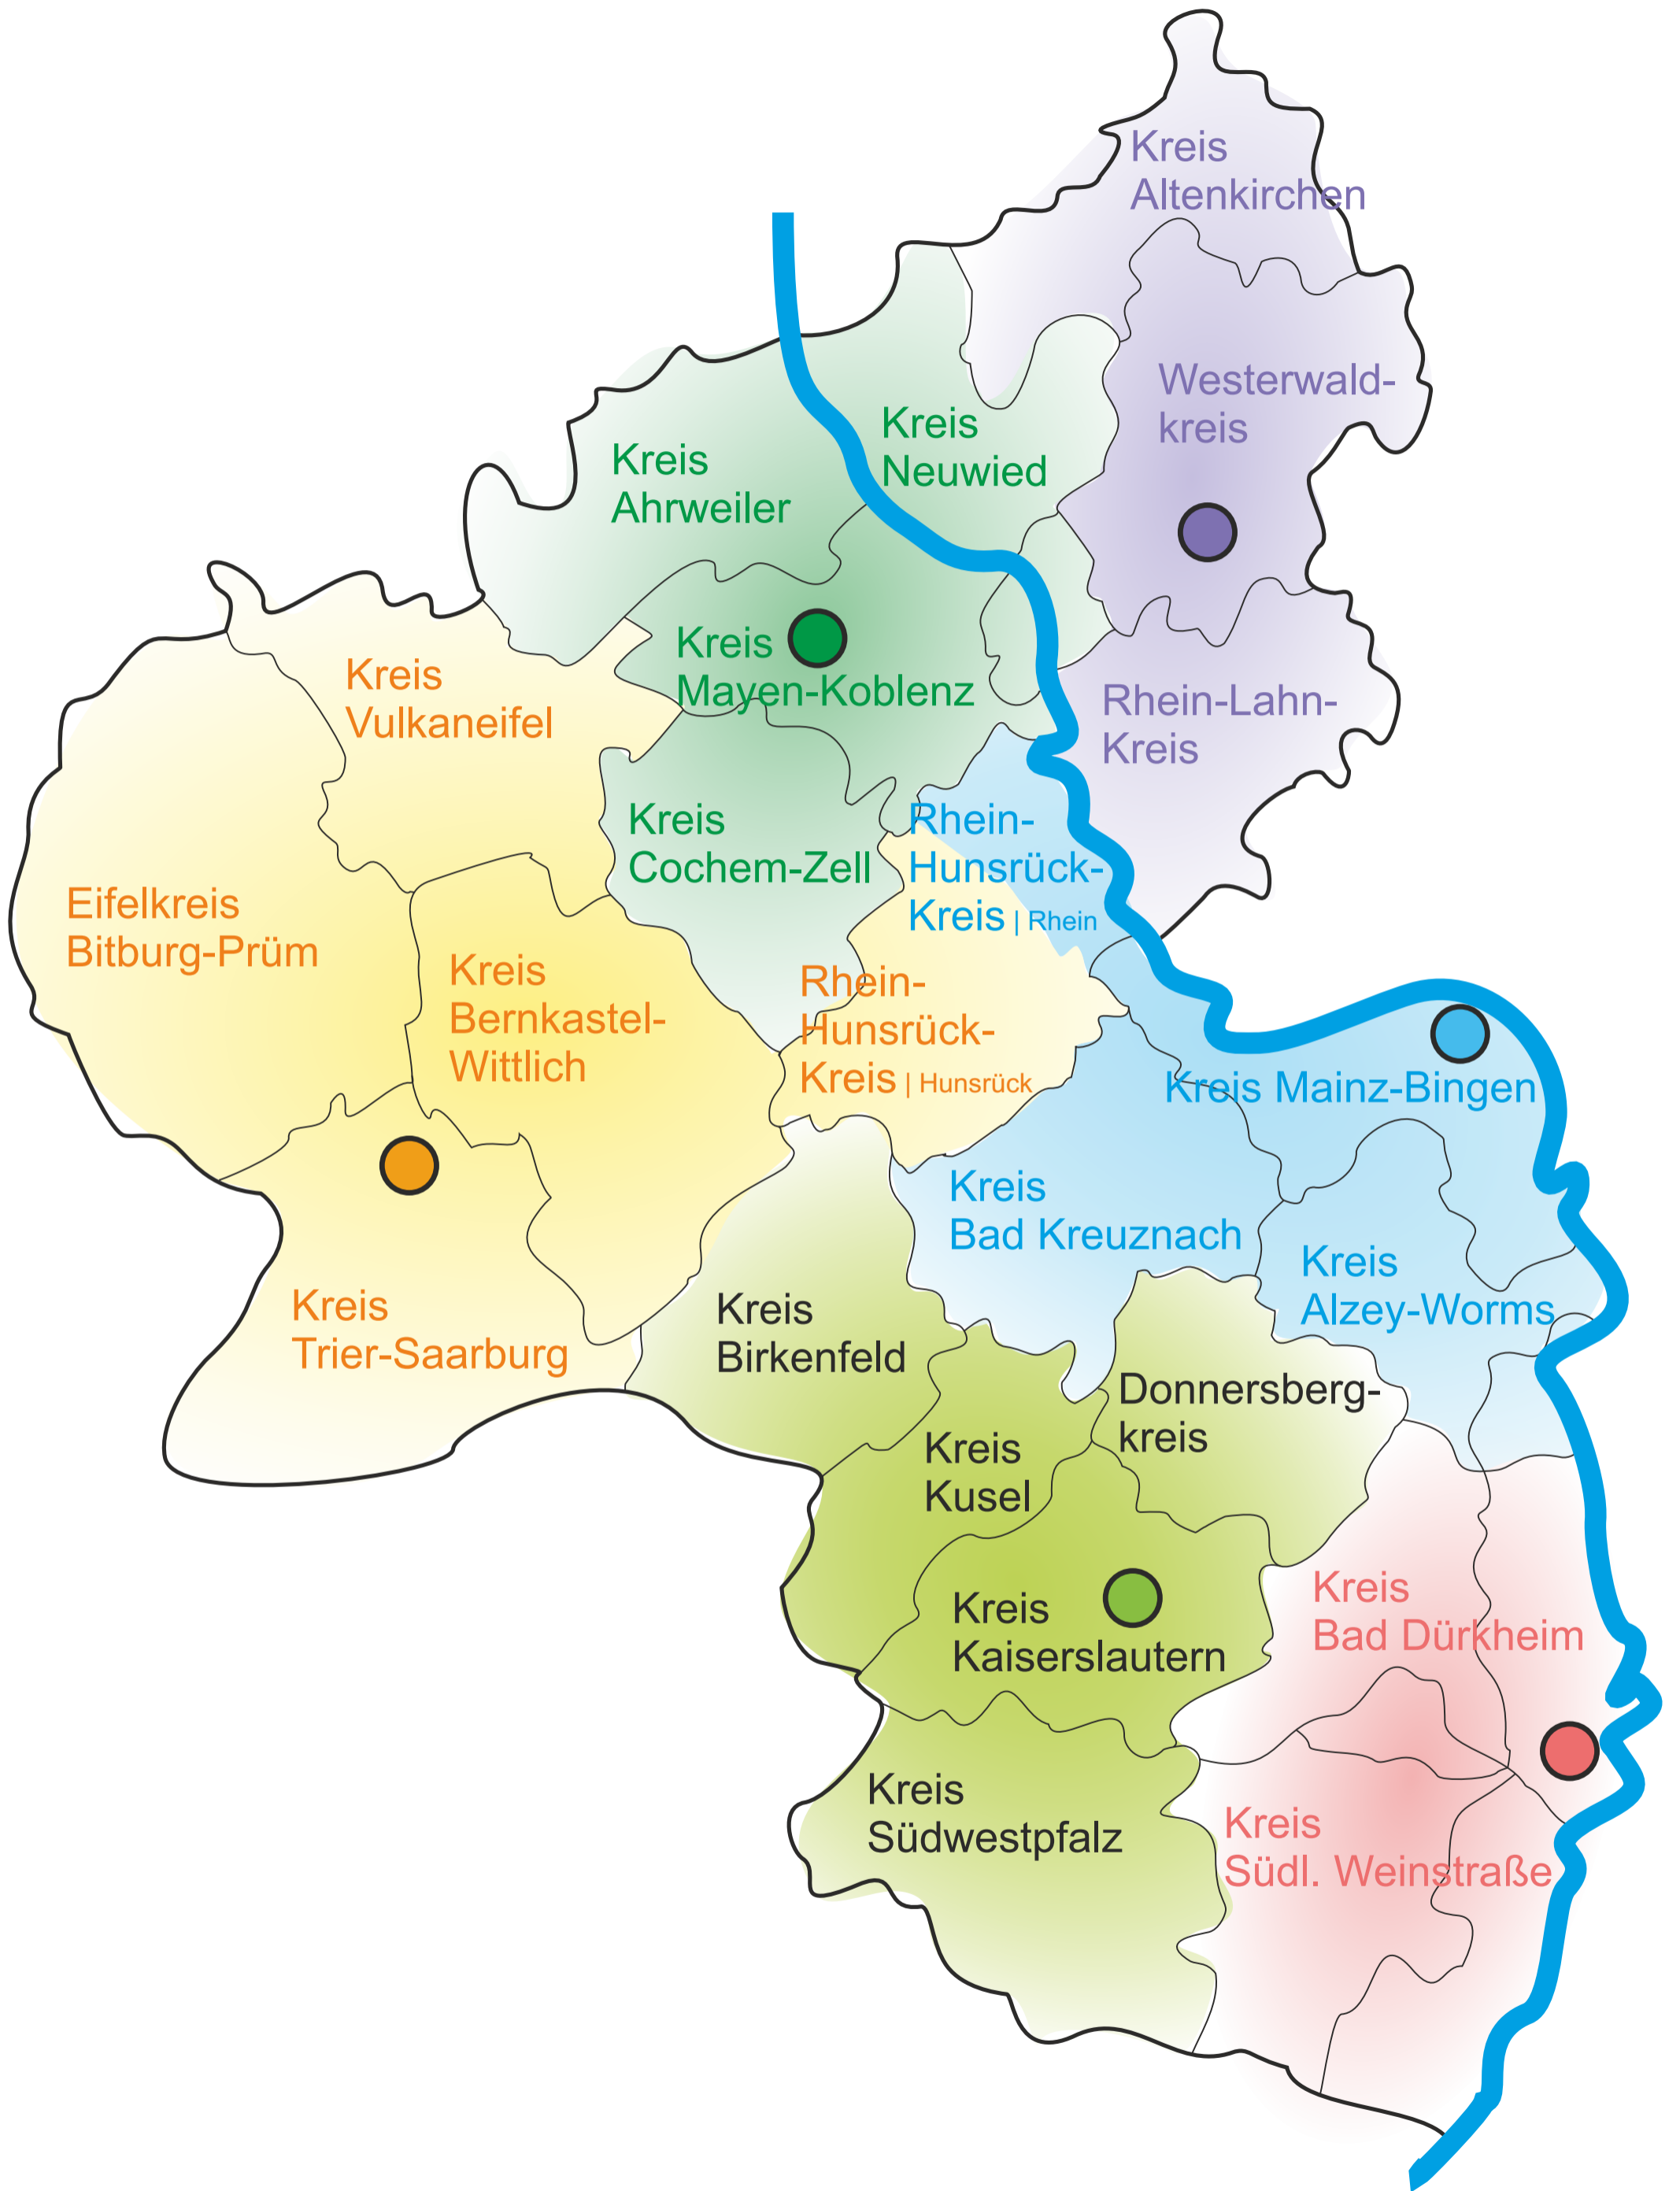 Kreis
Altenkirchen
Westerwald-
kreis
Kreis
Neuwied
Kreis
Ahrweiler
Kreis
Mayen-Koblenz
Kreis
Vulkaneifel
Rhein-Lahn-
Kreis
Kreis
Cochem-Zell
Rhein-
Hunsrück-
Kreis | Rhein
Eifelkreis
Bitburg-Prüm
Kreis
Bernkastel-
Wittlich
Rhein-
Hunsrück-
Kreis | Hunsrück
Kreis Mainz-Bingen
Kreis
Bad Kreuznach
Kreis
Alzey-Worms
Kreis
Trier-Saarburg
Kreis
Birkenfeld
Donnersberg-
kreis
Kreis
Kusel
Kreis
Kaiserslautern
Kreis
Bad Dürkheim
Kreis
Südwestpfalz
Kreis
Südl. Weinstraße